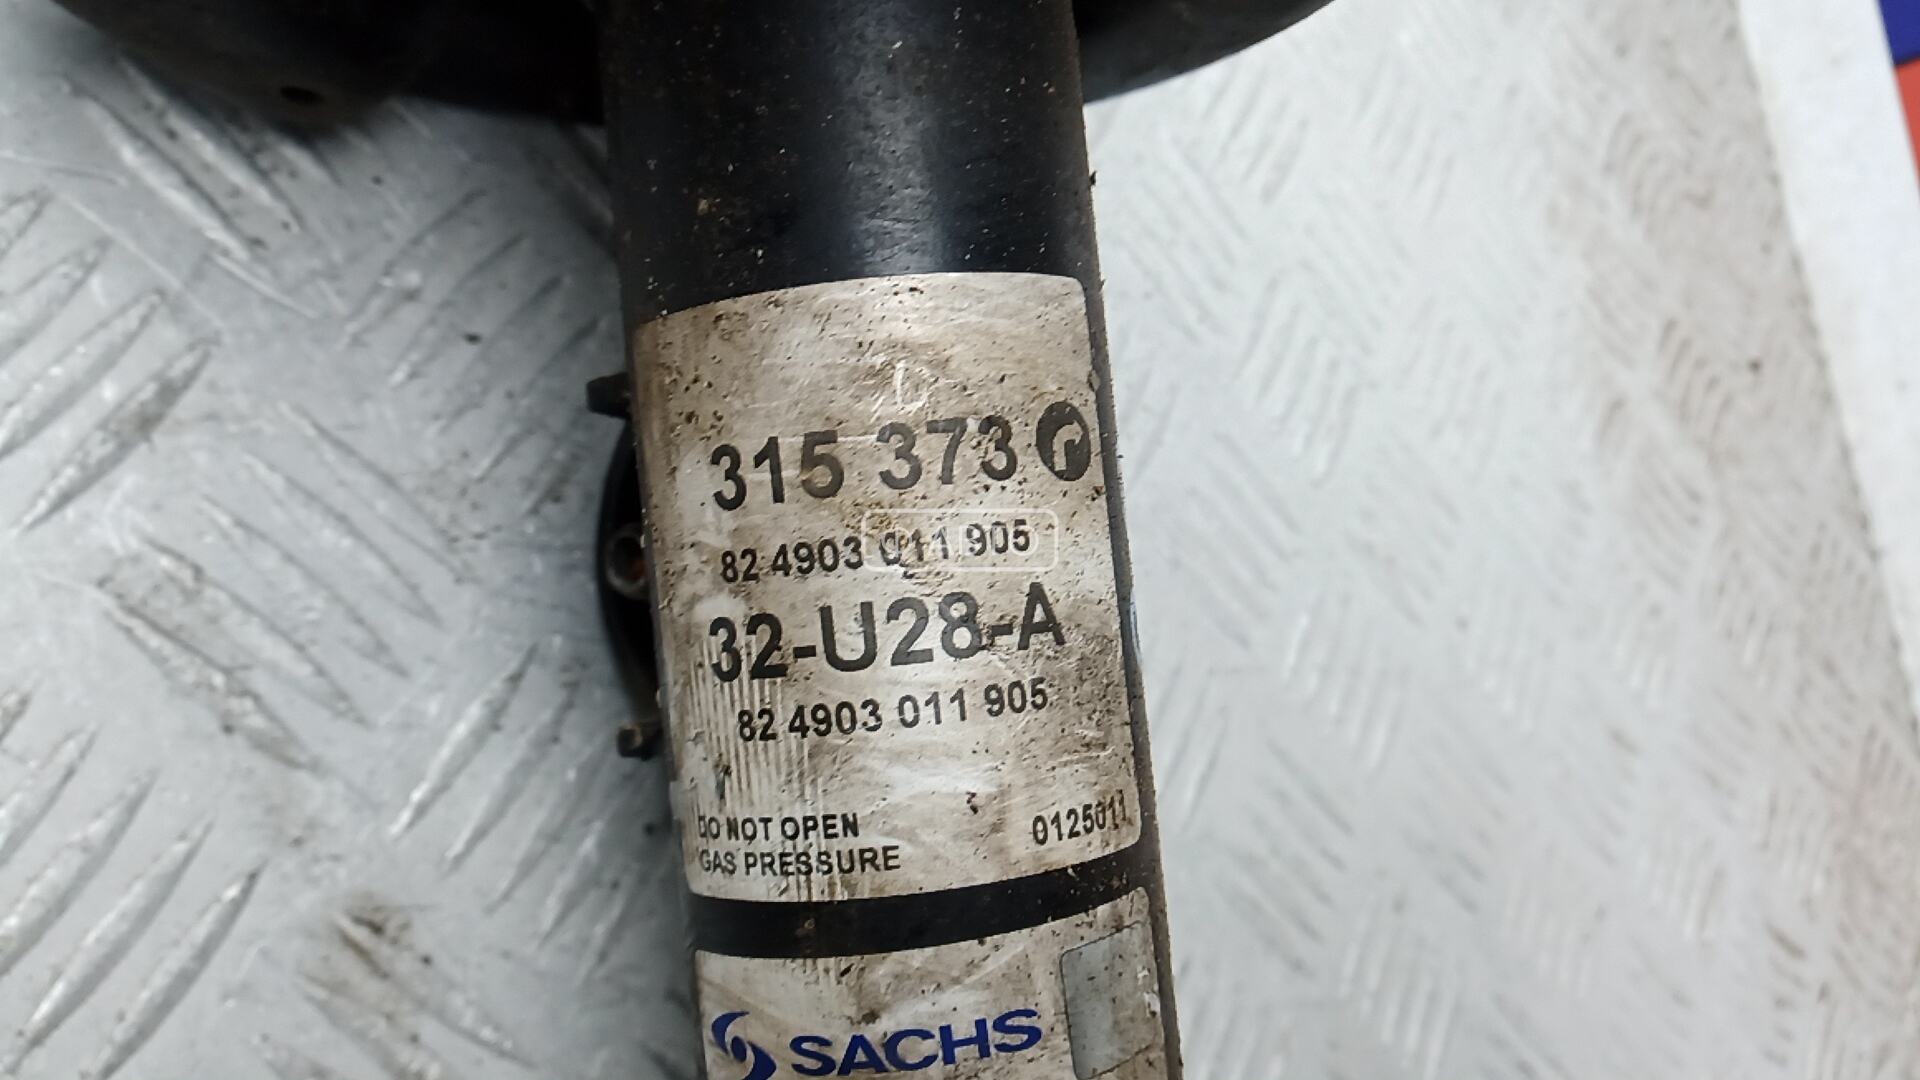 315 373
82 4903 011 905
32-U28-A
82 4903 011 905
DO NOT OPEN
GAS PRESSURE
0125011
SACHS